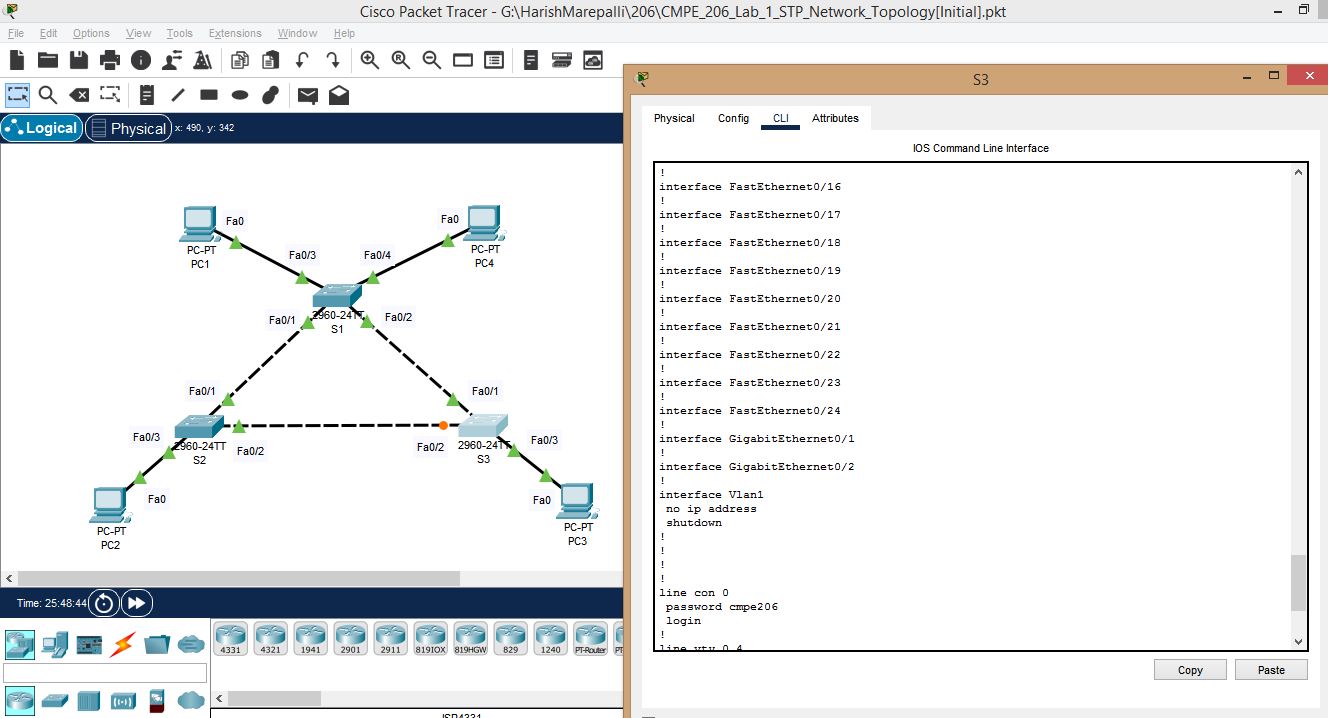 Cisco Packet Tracer - G:\HarishMarepalli\206\CMPE_206_Lab_1_STP_Network_Topology[Initial].pkt
File Edit Options View Tools Extensions Window Help
Logical Physical x: 490, y: 342
Fa0
PC-PT
PC1
Fa0
PC-PT
PC4
Fa0/3
Fa0/4
2960-24TT
S1
Fa0/1
Fa0/2
Fa0/1
Fa0/1
Fa0/3
2960-24TT
S2
Fa0/2
Fa0/2
2960-24TT
S3
Fa0/3
Fa0
PC-PT
PC2
Fa0
PC-PT
PC3
Time: 25:48:44
4331 4321 1941 2901 2911 819IOX 819HGW 829 1240 PT-Router PT
ISR4331
S3
Physical Config CLI Attributes
IOS Command Line Interface
!
interface FastEthernet0/16
!
interface FastEthernet0/17
!
interface FastEthernet0/18
!
interface FastEthernet0/19
!
interface FastEthernet0/20
!
interface FastEthernet0/21
!
interface FastEthernet0/22
!
interface FastEthernet0/23
!
interface FastEthernet0/24
!
interface GigabitEthernet0/1
!
interface GigabitEthernet0/2
!
interface Vlan1
no ip address
shutdown
!
!
!
!
line con 0
password cmpe206
login
!
line vty 0 4
Copy Paste